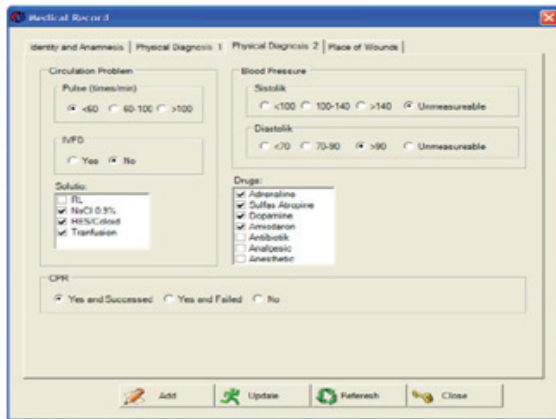 Medical Record
Identity and Anamnesis Physical Diagnosis 1 Physical Diagnosis 2 Place of Wounds
Circulation Problem
Pulse (times/min)
<60 60-100 >100
IVFD
Yes No
Solutio:
RL
NaCl 0.9%
HES/Coloid
Tranfusion
Blood Pressure
Sistolik
<100 100-140 >140 Unmeasureable
Diastolik
<70 70-90 >90 Unmeasureable
Drugs:
Adrenaline
Sulfas Atropine
Dopamine
Amiodaron
Antibiotik
Analgesic
Anesthetic
CPR
Yes and Successed Yes and Failed No
Add Update Referesh Close